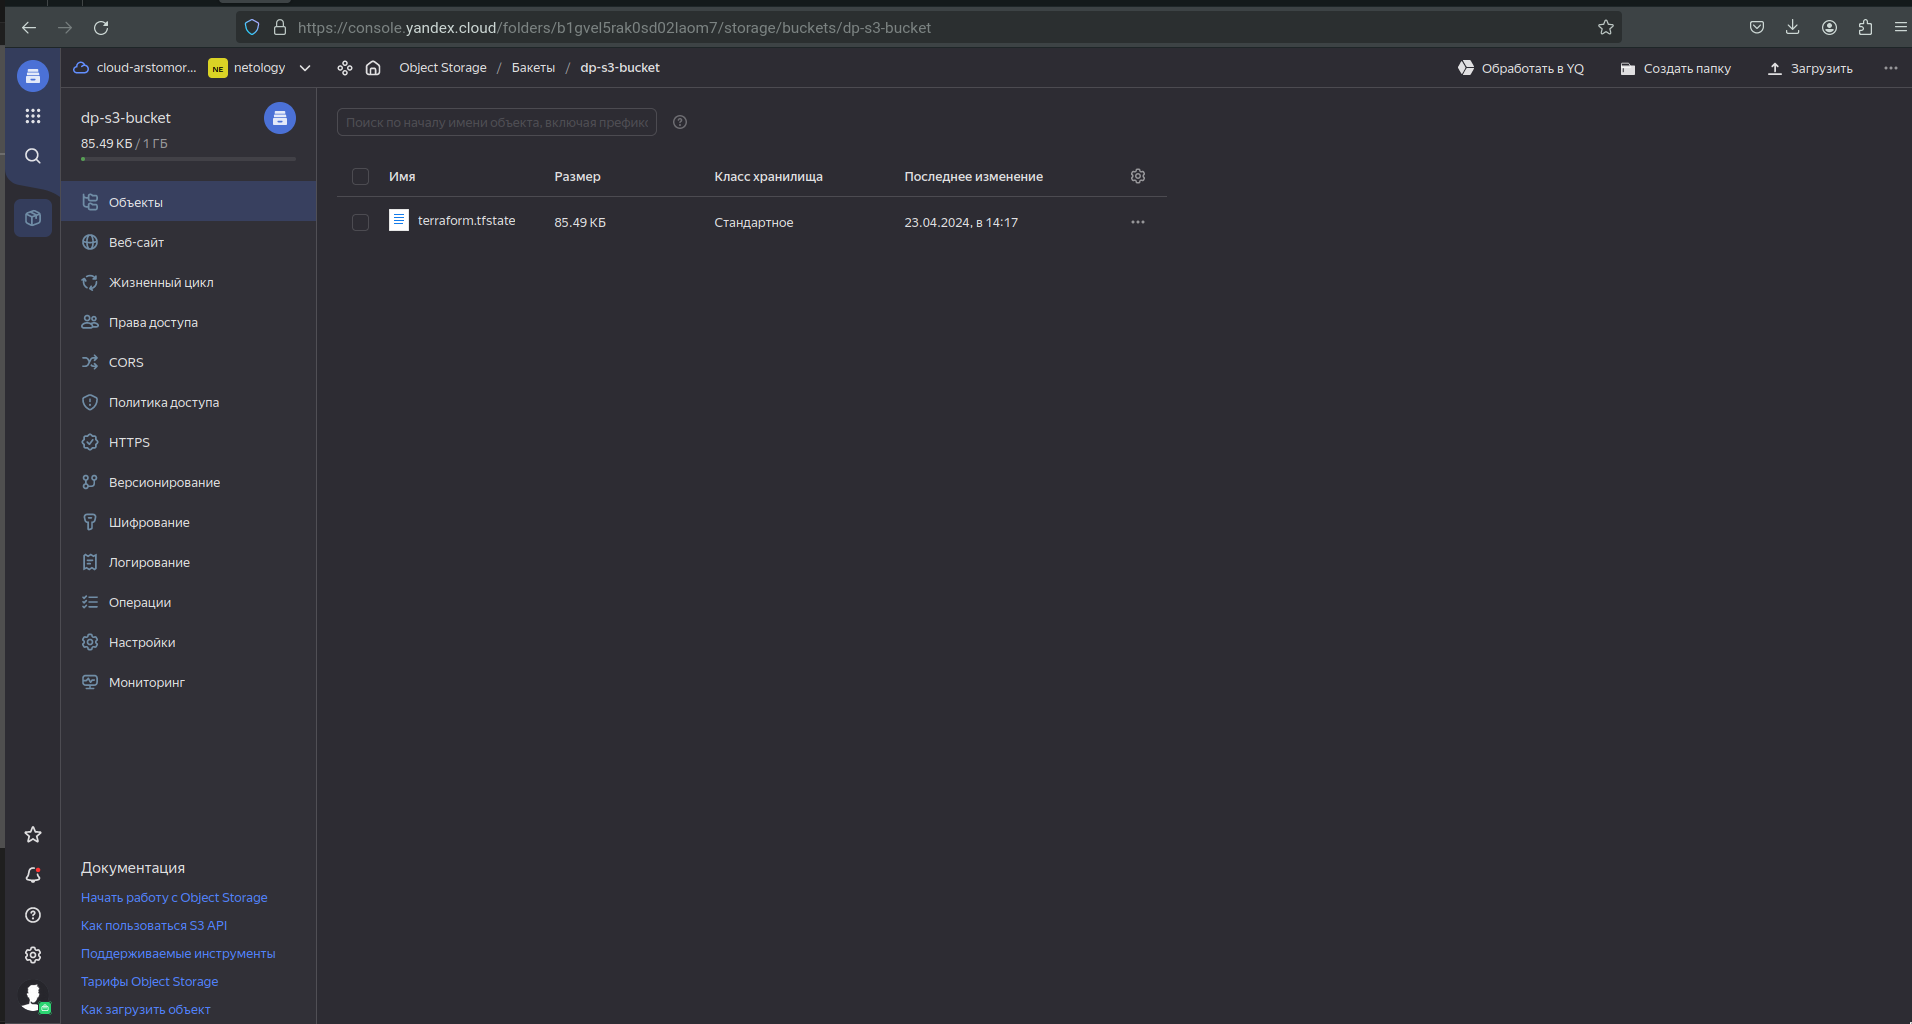 https://console.yandex.cloud/folders/b1gvel5rak0sd02laom7/storage/buckets/dp-s3-bucket
cloud-arstomor... NE netology Object Storage / Бакеты / dp-s3-bucket Обработать в YQ Создать папку Загрузить
dp-s3-bucket
85.49 КБ / 1 ГБ
Поиск по началу имени объекта, включая префикс
Имя Размер Класс хранилища Последнее изменение
terraform.tfstate 85.49 КБ Стандартное 23.04.2024, в 14:17
Объекты
Веб-сайт
Жизненный цикл
Права доступа
CORS
Политика доступа
HTTPS
Версионирование
Шифрование
Логирование
Операции
Настройки
Мониторинг
Документация
Начать работу с Object Storage
Как пользоваться S3 API
Поддерживаемые инструменты
Тарифы Object Storage
Как загрузить объект